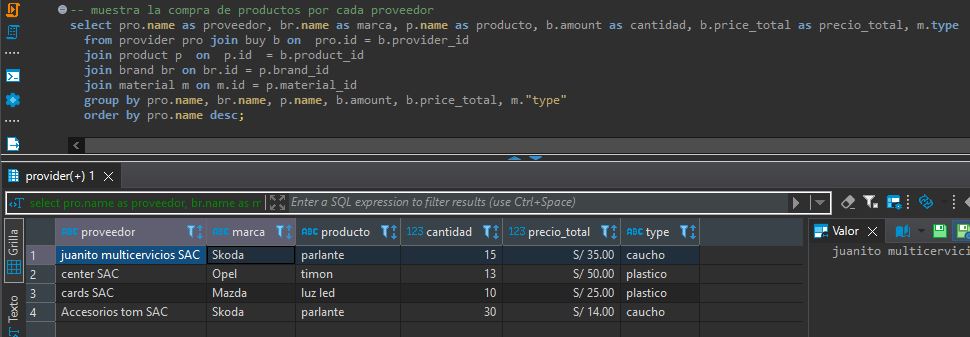 -- muestra la compra de productos por cada proveedor
select pro.name as proveedor, br.name as marca, p.name as producto, b.amount as cantidad, b.price_total as precio_total, m.type
from provider pro join buy b on  pro.id = b.provider_id
join product p  on  p.id  = b.product_id
join brand br on br.id = p.brand_id
join material m on m.id = p.material_id
group by pro.name, br.name, p.name, b.amount, b.price_total, m."type"
order by pro.name desc;
provider(+) 1
select pro.name as proveedor, br.name as m
Enter a SQL expression to filter results (use Ctrl+Space)
Grilla
Texto
ABC proveedor ABC marca ABC producto 123 cantidad 123 precio_total ABC type
1 juanito multicervicios SAC Skoda parlante 15 S/ 35.00 caucho
2 center SAC Opel timon 13 S/ 50.00 plastico
3 cards SAC Mazda luz led 10 S/ 25.00 plastico
4 Accesorios tom SAC Skoda parlante 30 S/ 14.00 caucho
Valor
juanito multicervici